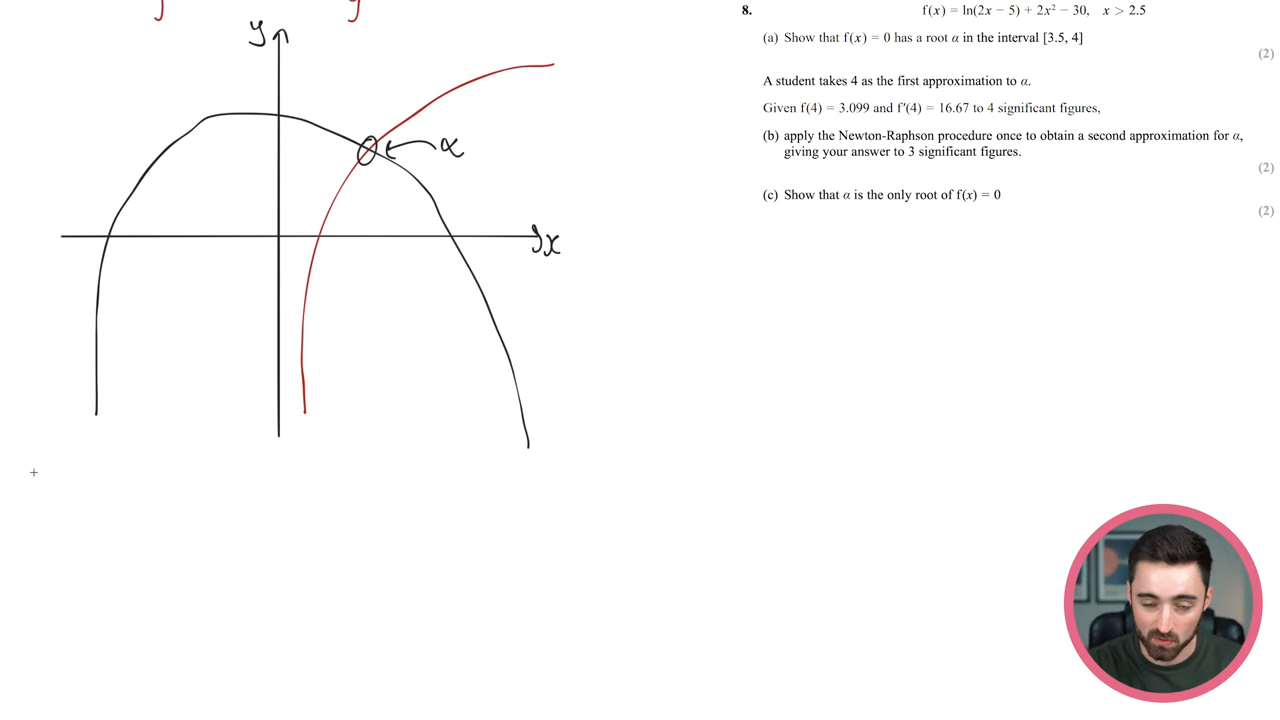 y
α
x
8. f(x) = ln(2x − 5) + 2x² − 30, x > 2.5
(a) Show that f(x) = 0 has a root α in the interval [3.5, 4]
(2)
A student takes 4 as the first approximation to α.
Given f(4) = 3.099 and f′(4) = 16.67 to 4 significant figures,
(b) apply the Newton-Raphson procedure once to obtain a second approximation for α,
giving your answer to 3 significant figures.
(2)
(c) Show that α is the only root of f(x) = 0
(2)